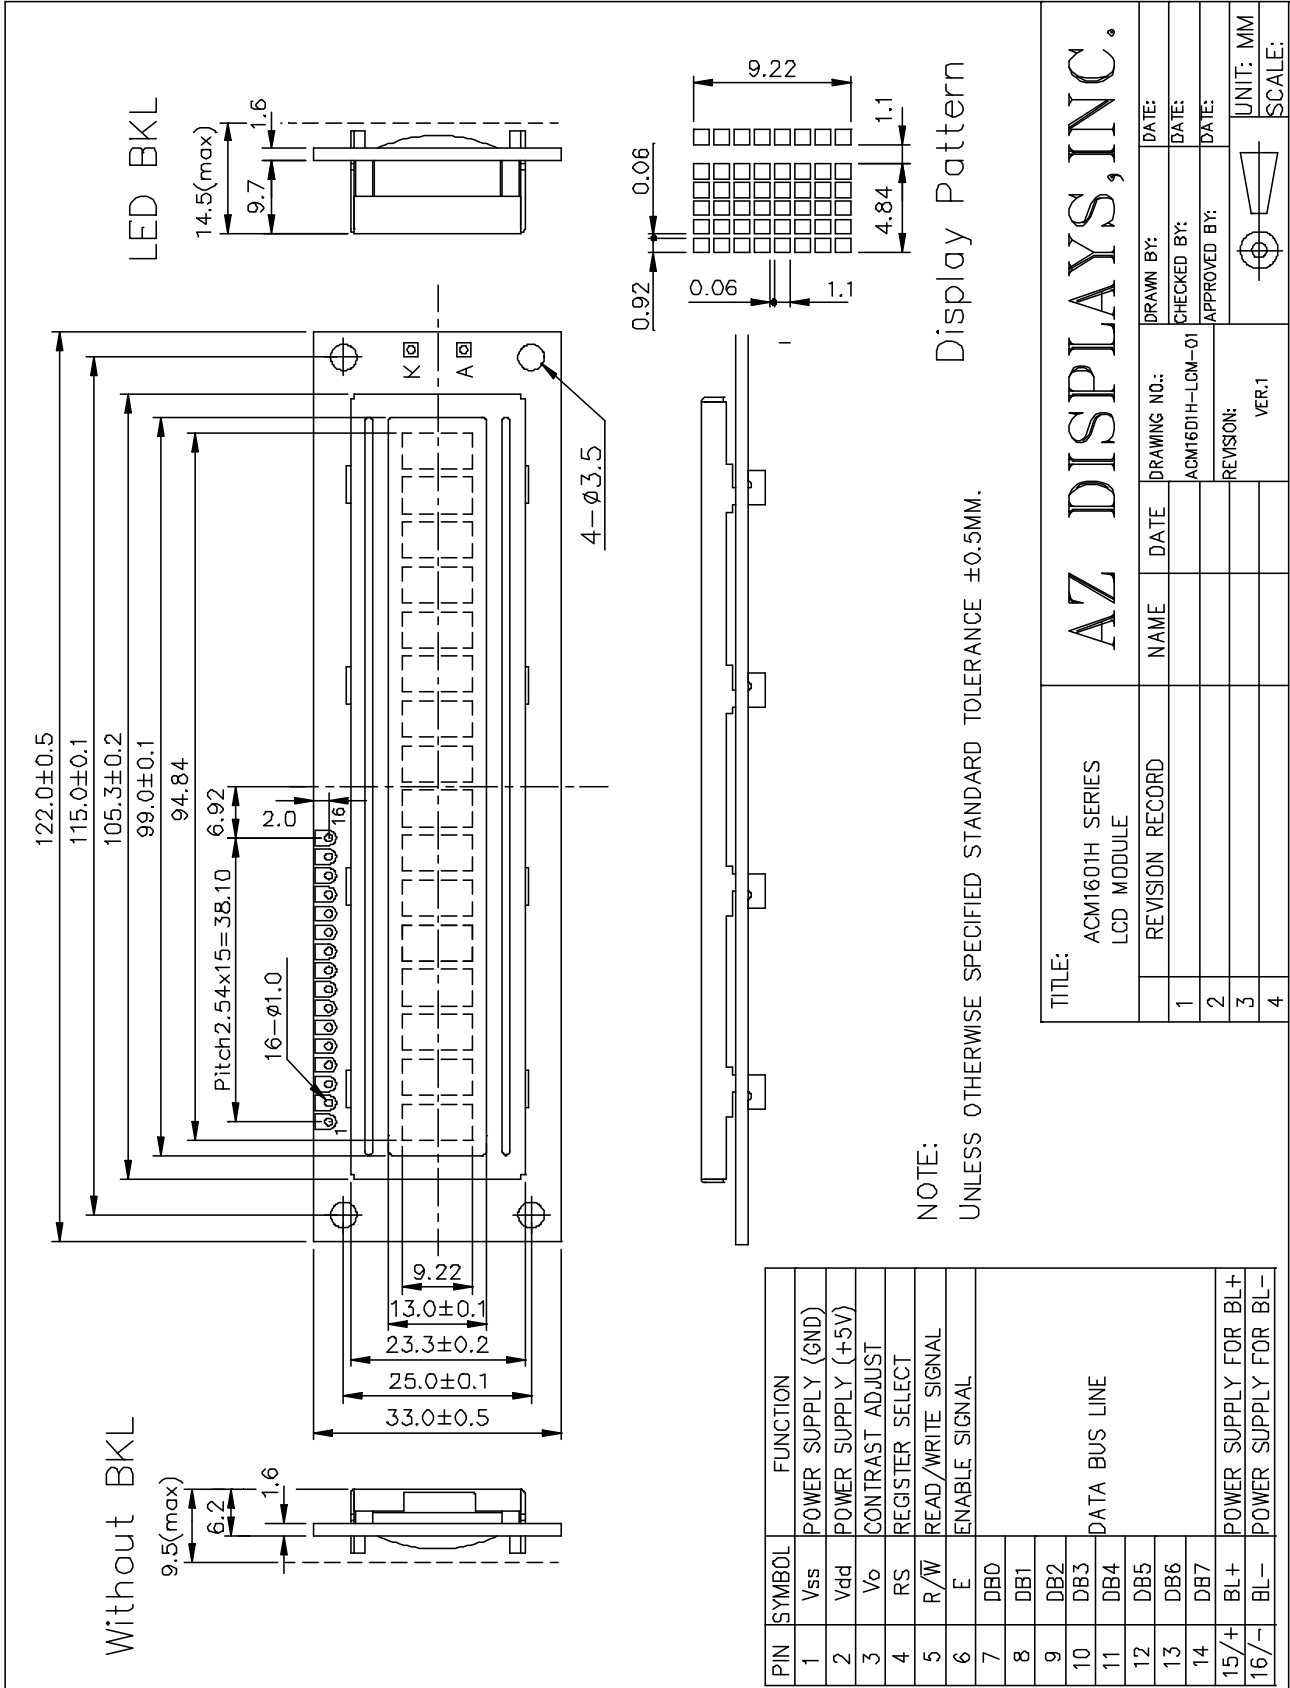 Without BKL
9.5(max)
6.2
1.6
LED BKL
14.5(max)
9.7
1.6
122.0±0.5
115.0±0.1
105.3±0.2
99.0±0.1
94.84
6.92
2.0
Pitch2.54x15=38.10
16-ø1.0
1
16
K
A
4-ø3.5
9.22
13.0±0.1
23.3±0.2
25.0±0.1
33.0±0.5
0.92
0.06
9.22
0.06
1.1
4.84
1.1
Display Pattern
NOTE:
UNLESS OTHERWISE SPECIFIED STANDARD TOLERANCE ±0.5MM.
PIN SYMBOL FUNCTION
1 Vss POWER SUPPLY (GND)
2 Vdd POWER SUPPLY (+5V)
3 Vo CONTRAST ADJUST
4 RS REGISTER SELECT
5 R/W̅ READ/WRITE SIGNAL
6 E ENABLE SIGNAL
7 DB0
8 DB1
9 DB2
10 DB3
11 DB4
DATA BUS LINE
12 DB5
13 DB6
14 DB7
15/+ BL+ POWER SUPPLY FOR BL+
16/- BL- POWER SUPPLY FOR BL-
TITLE:
ACM1601H SERIES
LCD MODULE
AZ DISPLAYS,INC.
REVISION RECORD NAME DATE
1
2
3
4
DRAWING NO.:
ACM16D1H-LCM-01
REVISION:
VER.1
DRAWN BY: DATE:
CHECKED BY: DATE:
APPROVED BY: DATE:
UNIT: MM
SCALE: